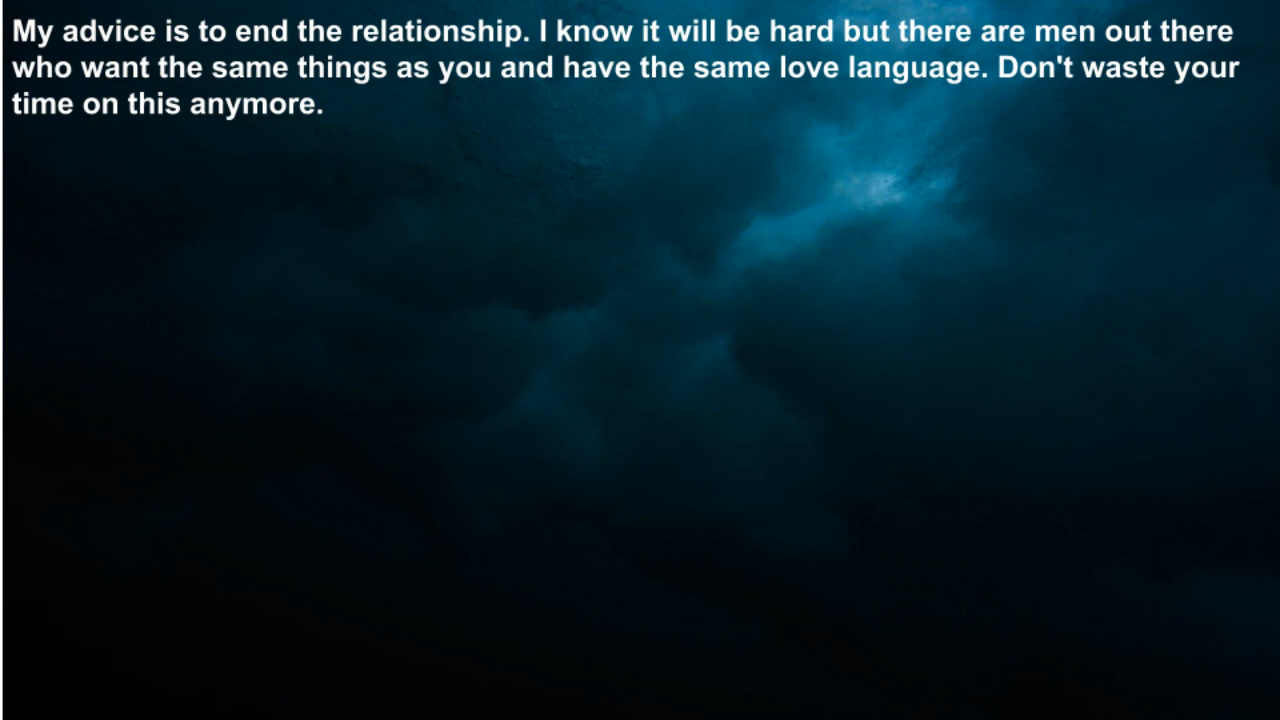 My advice is to end the relationship. I know it will be hard but there are men out there
who want the same things as you and have the same love language. Don't waste your
time on this anymore.